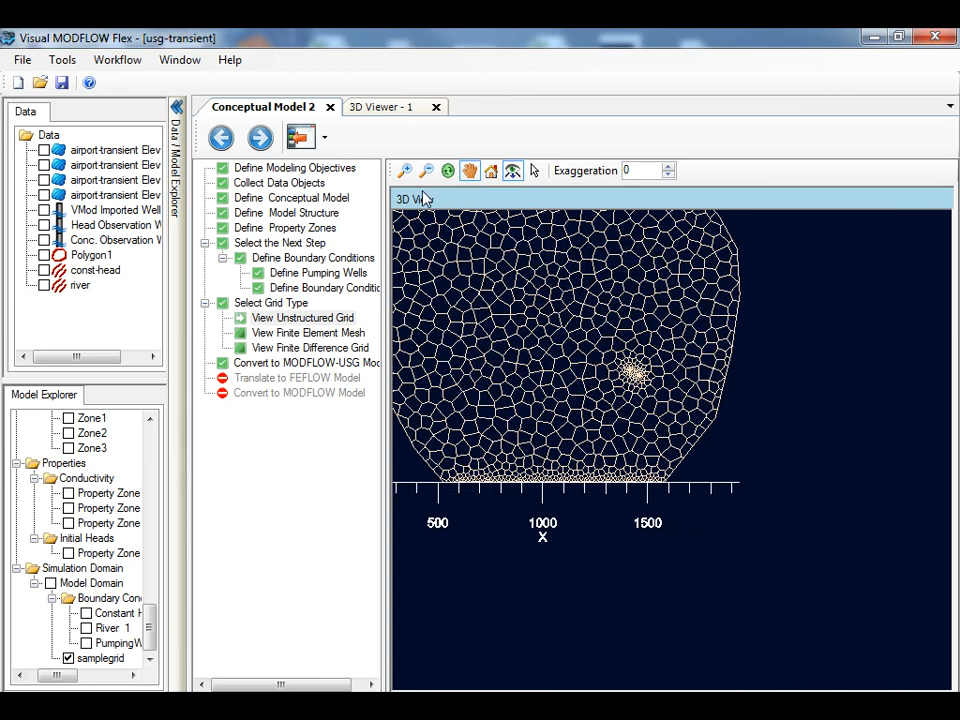 Visual MODFLOW Flex - [usg-transient]
File Tools Workflow Window Help
Data
Data
airport-transient Elev
airport-transient Elev
airport-transient Elev
airport-transient Elev
VMod Imported Well
Head Observation W
Conc. Observation W
Polygon1
const-head
river
Model Explorer
Zone1
Zone2
Zone3
Properties
Conductivity
Property Zone
Property Zone
Property Zone
Initial Heads
Property Zone
Simulation Domain
Model Domain
Boundary Con
Constant H
River 1
PumpingW
samplegrid
Data / Model Explorer
Conceptual Model 2
3D Viewer - 1
Define Modeling Objectives
Collect Data Objects
Define Conceptual Model
Define Model Structure
Define Property Zones
Select the Next Step
Define Boundary Conditions
Define Pumping Wells
Define Boundary Conditic
Select Grid Type
View Unstructured Grid
View Finite Element Mesh
View Finite Difference Grid
Convert to MODFLOW-USG Mod
Translate to FEFLOW Model
Convert to MODFLOW Model
Exaggeration 0
500 1000 1500
X